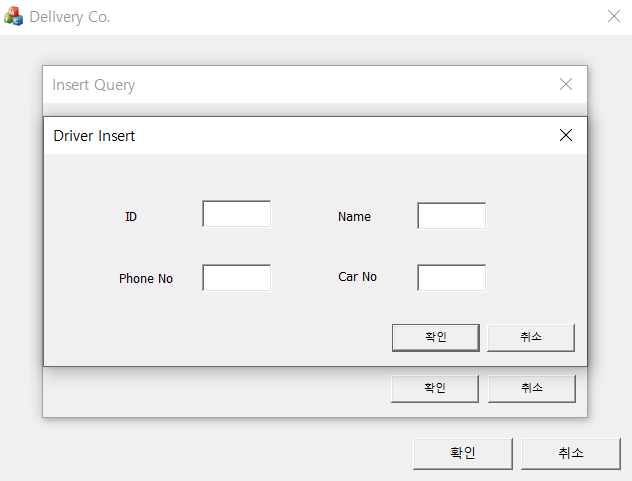 Delivery Co.
Insert Query
Driver Insert
ID
Name
Phone No
Car No
확인 취소
확인 취소
확인 취소